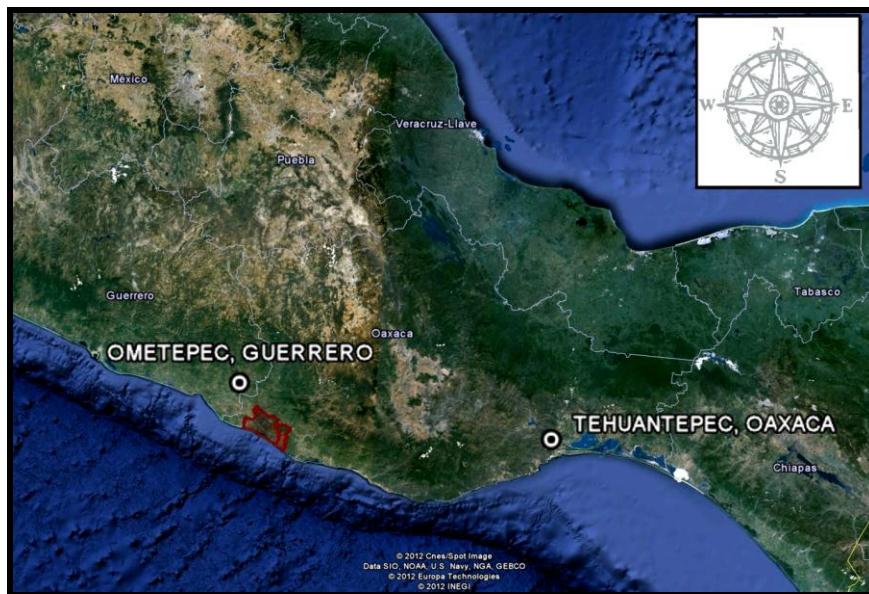 N
W
E
S
México
Veracruz-Llave
Puebla
Tabasco
Guerrero
Oaxaca
OMETEPEC, GUERRERO
TEHUANTEPEC, OAXACA
Chiapas
© 2012 Cnes/Spot Image
Data SIO, NOAA, U.S. Navy, NGA, GEBCO
© 2012 Europa Technologies
© 2012 INEGI